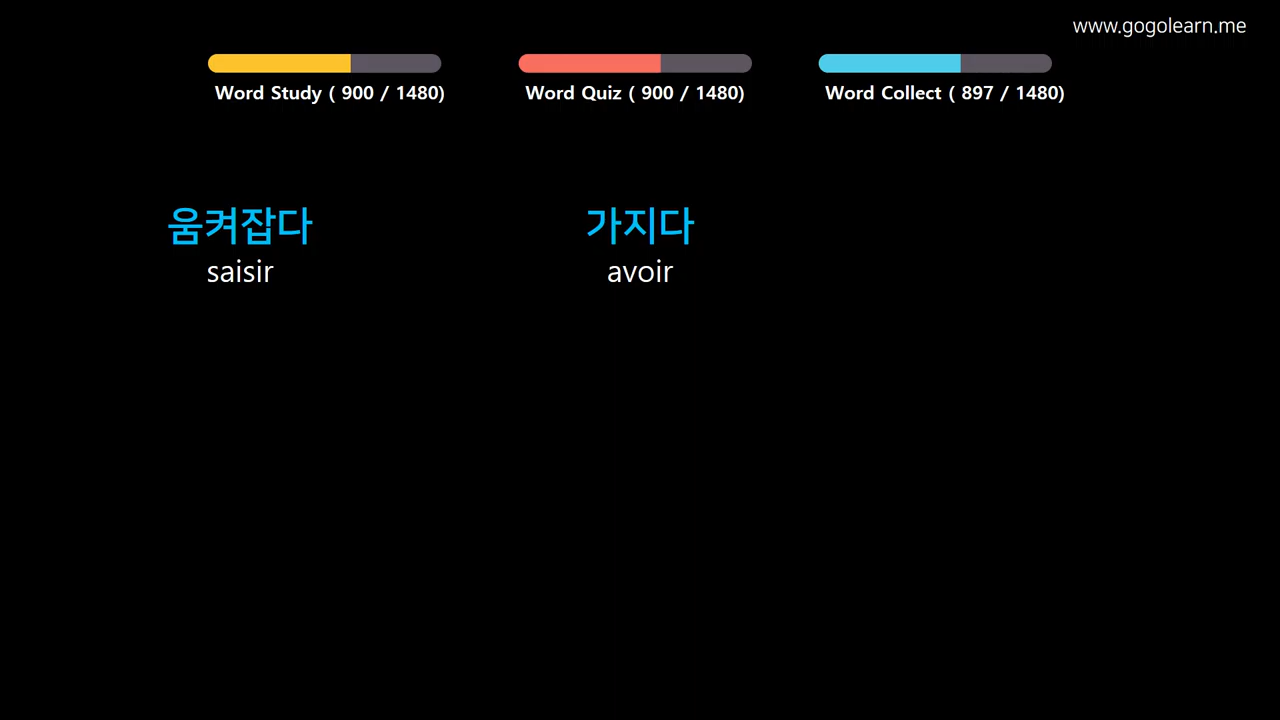 www.gogolearn.me
Word Study ( 900 / 1480)
Word Quiz ( 900 / 1480)
Word Collect ( 897 / 1480)
움켜잡다
saisir
가지다
avoir